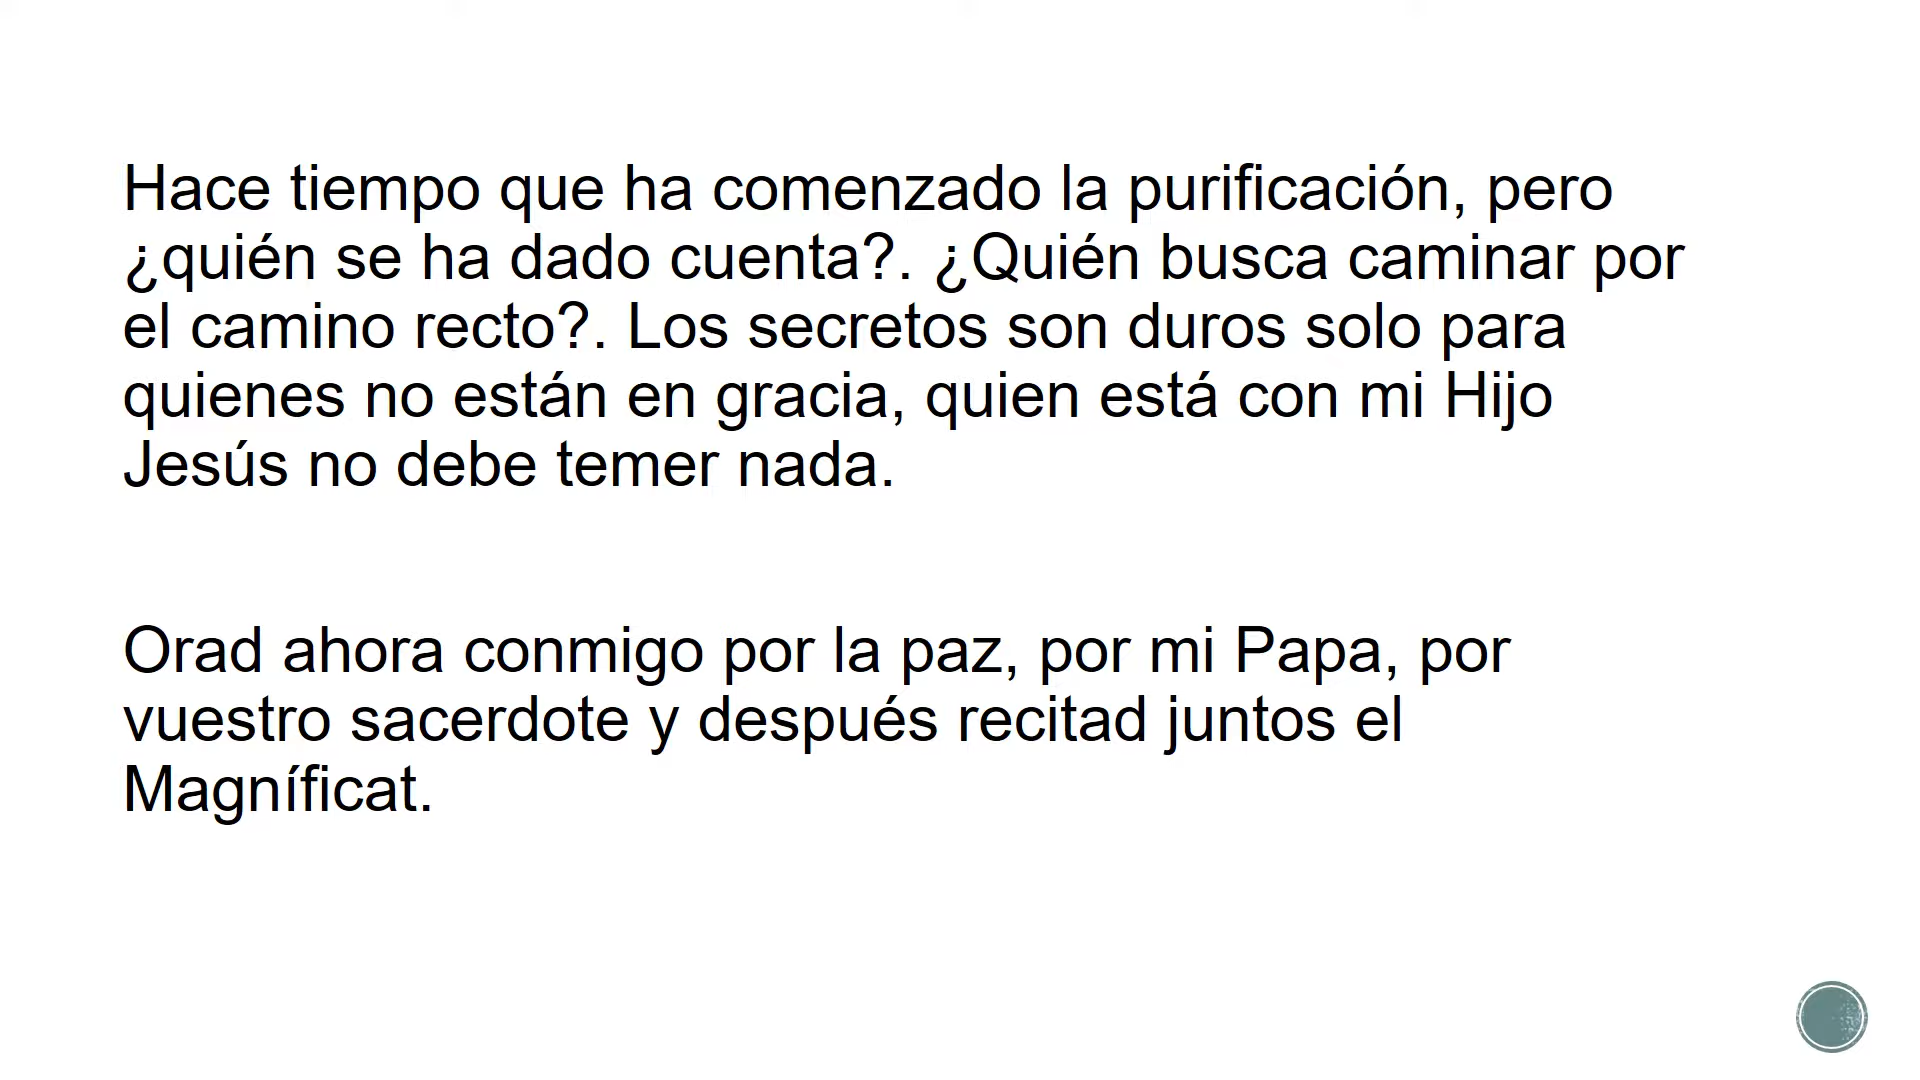 Hace tiempo que ha comenzado la purificación, pero
¿quién se ha dado cuenta?. ¿Quién busca caminar por
el camino recto?. Los secretos son duros solo para
quienes no están en gracia, quien está con mi Hijo
Jesús no debe temer nada.
Orad ahora conmigo por la paz, por mi Papa, por
vuestro sacerdote y después recitad juntos el
Magníficat.